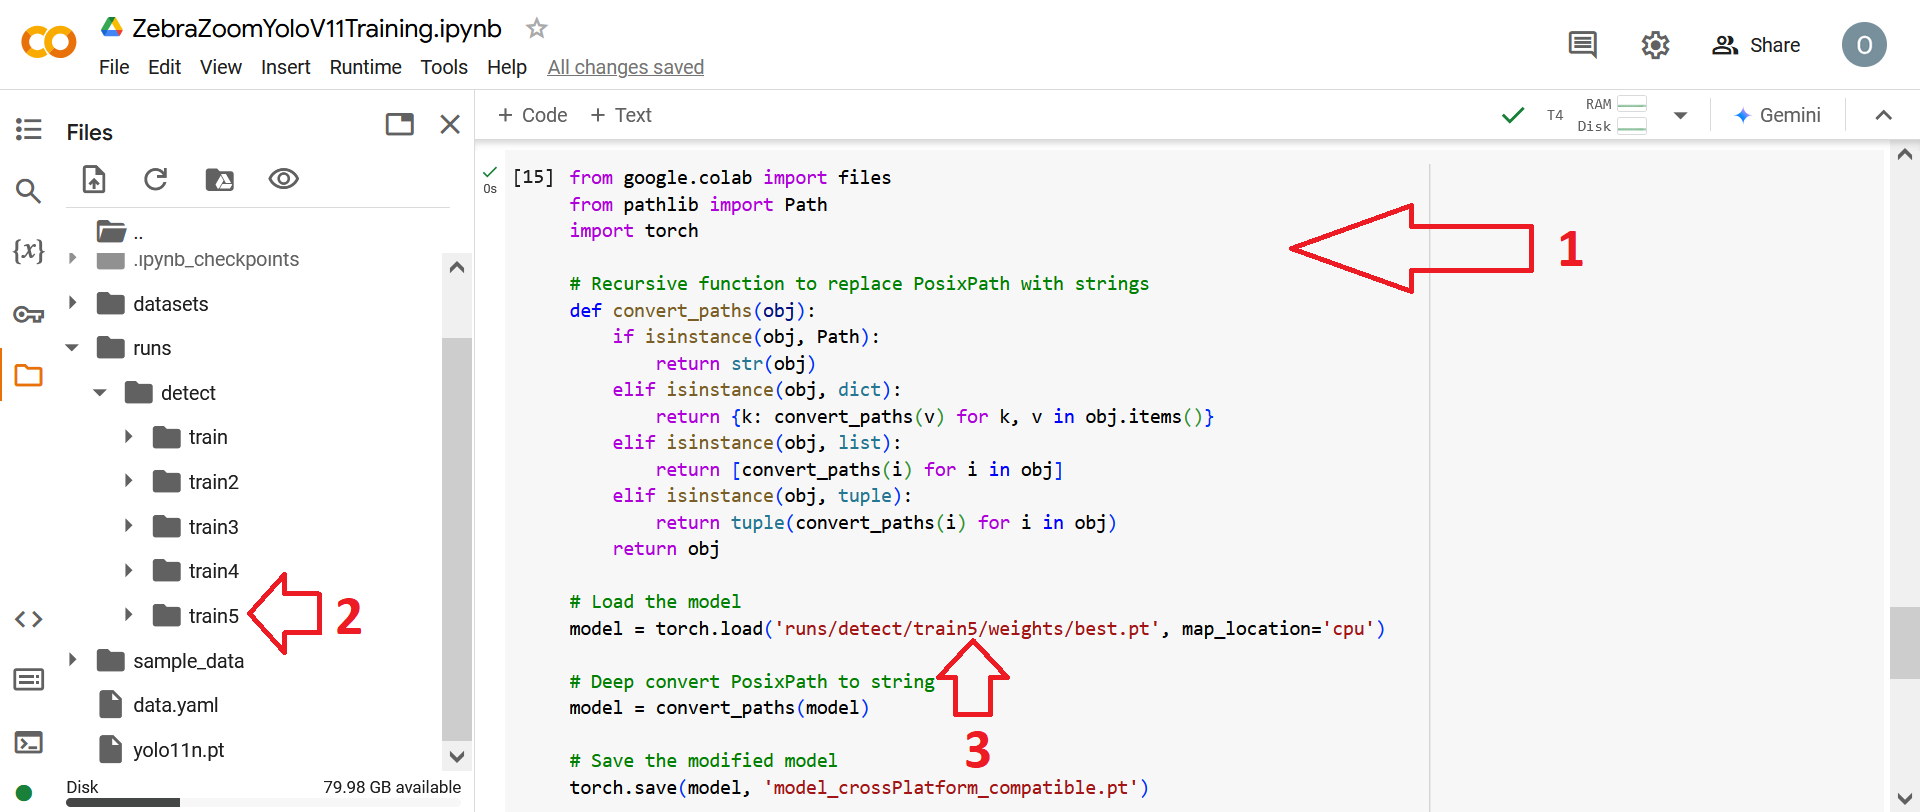 ZebraZoomYoloV11Training.ipynb
File Edit View Insert Runtime Tools Help All changes saved
Share
O
Files
..
.ipynb_checkpoints
datasets
runs
detect
train
train2
train3
train4
train5
2
sample_data
data.yaml
yolo11n.pt
Disk 79.98 GB available
{x}
<>
+ Code + Text
T4 RAM
Disk
Gemini
0s
[15] from google.colab import files
from pathlib import Path
import torch
1
# Recursive function to replace PosixPath with strings
def convert_paths(obj):
    if isinstance(obj, Path):
        return str(obj)
    elif isinstance(obj, dict):
        return {k: convert_paths(v) for k, v in obj.items()}
    elif isinstance(obj, list):
        return [convert_paths(i) for i in obj]
    elif isinstance(obj, tuple):
        return tuple(convert_paths(i) for i in obj)
    return obj
# Load the model
model = torch.load('runs/detect/train5/weights/best.pt', map_location='cpu')
# Deep convert PosixPath to string
model = convert_paths(model)
3
# Save the modified model
torch.save(model, 'model_crossPlatform_compatible.pt')